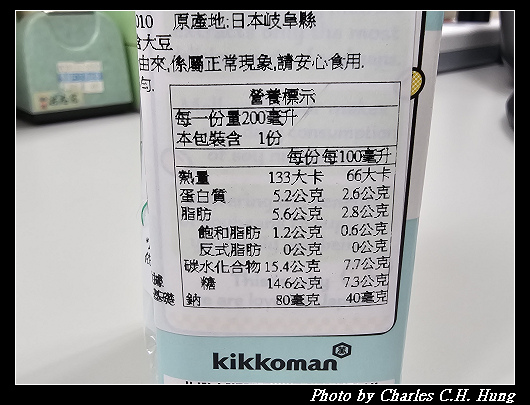 010 原產地:日本岐阜縣
含大豆
由來,係屬正常現象,請安心食用.
勻.
營養標示
每一份量200毫升
本包裝含 1份
每份 每100毫升
熱量 133大卡 66大卡
蛋白質 5.2公克 2.6公克
脂肪 5.6公克 2.8公克
飽和脂肪 1.2公克 0.6公克
反式脂肪 0公克 0公克
碳水化合物 15.4公克 7.7公克
糖 14.6公克 7.3公克
鈉 80毫克 40毫克
基礎
kikkoman
Photo by Charles C.H. Hung